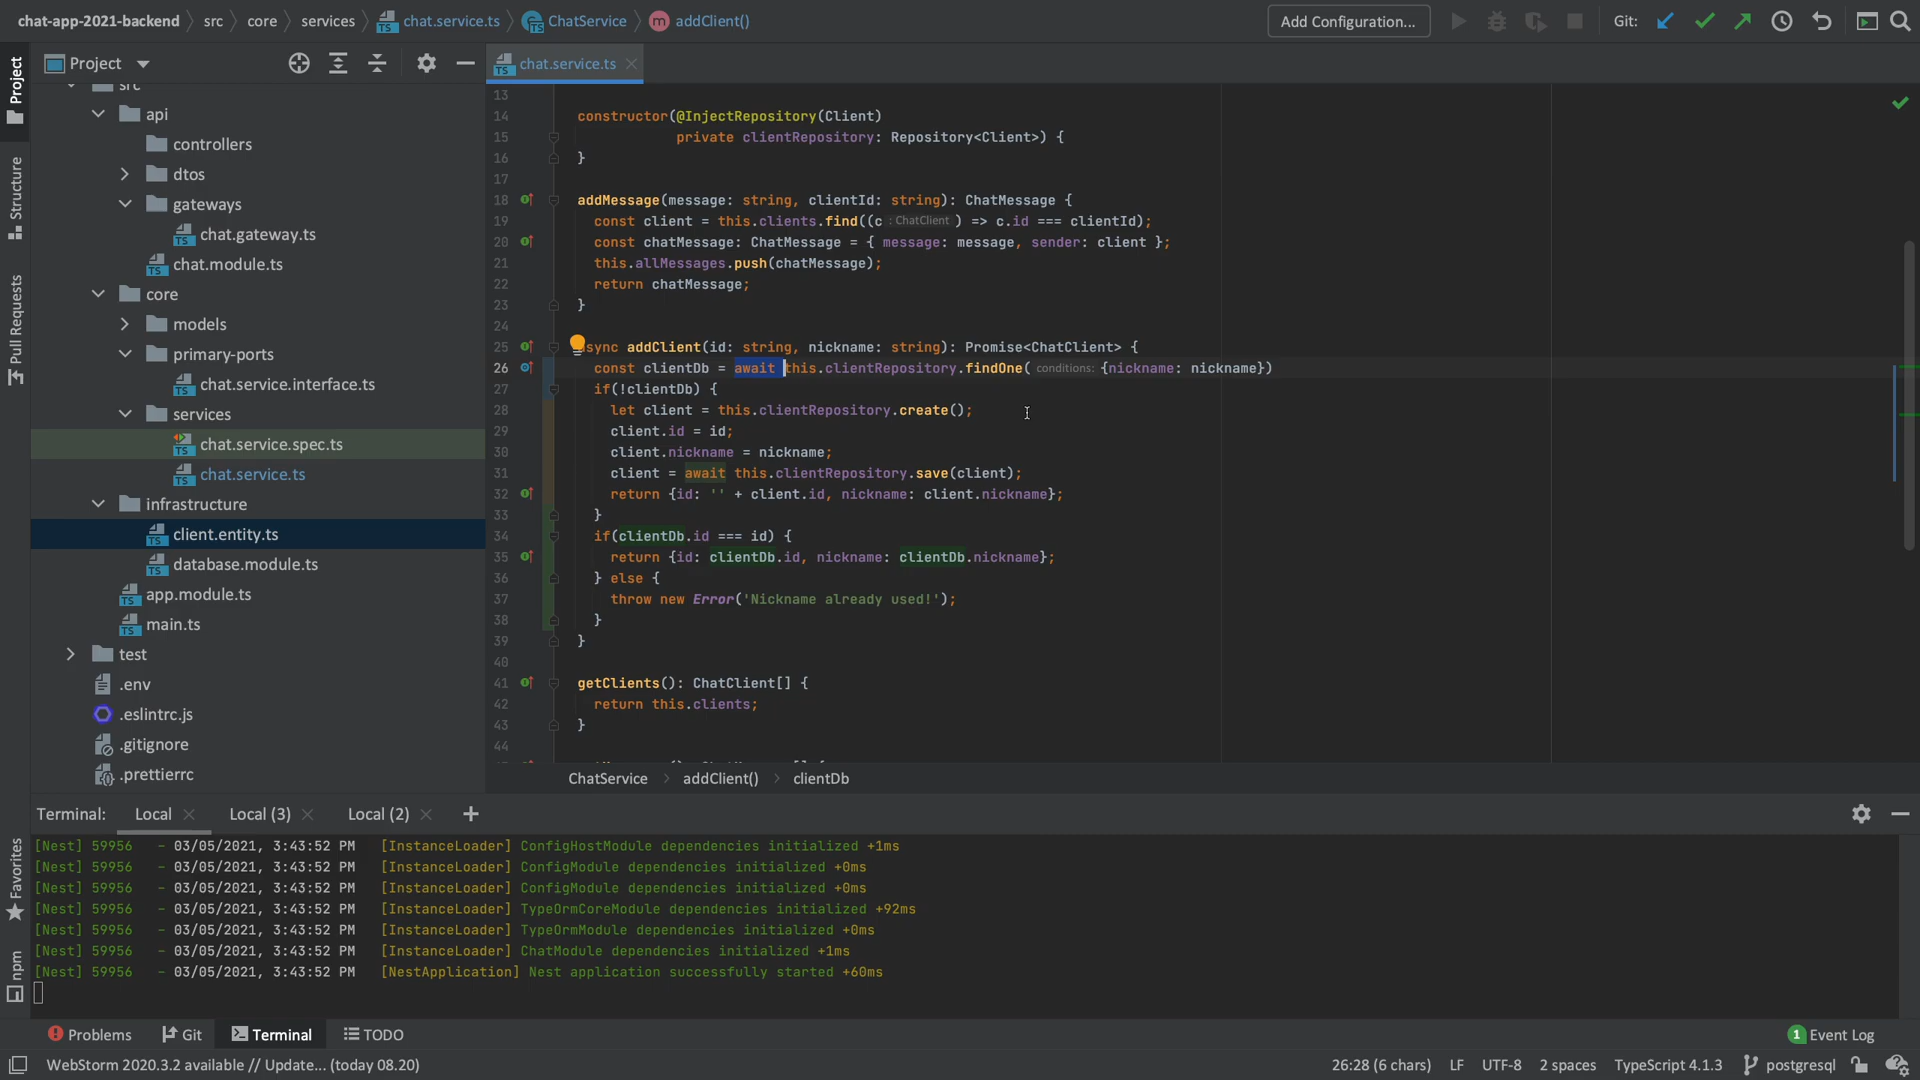 chat-app-2021-backend src core services chat.service.ts ChatService addClient() Add Configuration... Git:
Project
chat.service.ts
src
api
controllers
dtos
gateways
chat.gateway.ts
chat.module.ts
core
models
primary-ports
chat.service.interface.ts
services
chat.service.spec.ts
chat.service.ts
infrastructure
client.entity.ts
database.module.ts
app.module.ts
main.ts
test
.env
.eslintrc.js
.gitignore
.prettierrc
Project
Structure
Pull Requests
Favorites
npm
13
14 constructor(@InjectRepository(Client)
15 private clientRepository: Repository<Client>) {
16 }
17
18 addMessage(message: string, clientId: string): ChatMessage {
19 const client = this.clients.find((c : ChatClient ) => c.id === clientId);
20 const chatMessage: ChatMessage = { message: message, sender: client };
21 this.allMessages.push(chatMessage);
22 return chatMessage;
23 }
24
25 sync addClient(id: string, nickname: string): Promise<ChatClient> {
26 const clientDb = await this.clientRepository.findOne( conditions: {nickname: nickname})
27 if(!clientDb) {
28 let client = this.clientRepository.create();
29 client.id = id;
30 client.nickname = nickname;
31 client = await this.clientRepository.save(client);
32 return {id: '' + client.id, nickname: client.nickname};
33 }
34 if(clientDb.id === id) {
35 return {id: clientDb.id, nickname: clientDb.nickname};
36 } else {
37 throw new Error('Nickname already used!');
38 }
39 }
40
41 getClients(): ChatClient[] {
42 return this.clients;
43 }
44
ChatService addClient() clientDb
Terminal: Local Local (3) Local (2)
[Nest] 59956 - 03/05/2021, 3:43:52 PM [InstanceLoader] ConfigHostModule dependencies initialized +1ms
[Nest] 59956 - 03/05/2021, 3:43:52 PM [InstanceLoader] ConfigModule dependencies initialized +0ms
[Nest] 59956 - 03/05/2021, 3:43:52 PM [InstanceLoader] ConfigModule dependencies initialized +0ms
[Nest] 59956 - 03/05/2021, 3:43:52 PM [InstanceLoader] TypeOrmCoreModule dependencies initialized +92ms
[Nest] 59956 - 03/05/2021, 3:43:52 PM [InstanceLoader] TypeOrmModule dependencies initialized +0ms
[Nest] 59956 - 03/05/2021, 3:43:52 PM [InstanceLoader] ChatModule dependencies initialized +1ms
[Nest] 59956 - 03/05/2021, 3:43:52 PM [NestApplication] Nest application successfully started +60ms
Problems Git Terminal TODO 1 Event Log
WebStorm 2020.3.2 available // Update... (today 08.20) 26:28 (6 chars) LF UTF-8 2 spaces TypeScript 4.1.3 postgresql